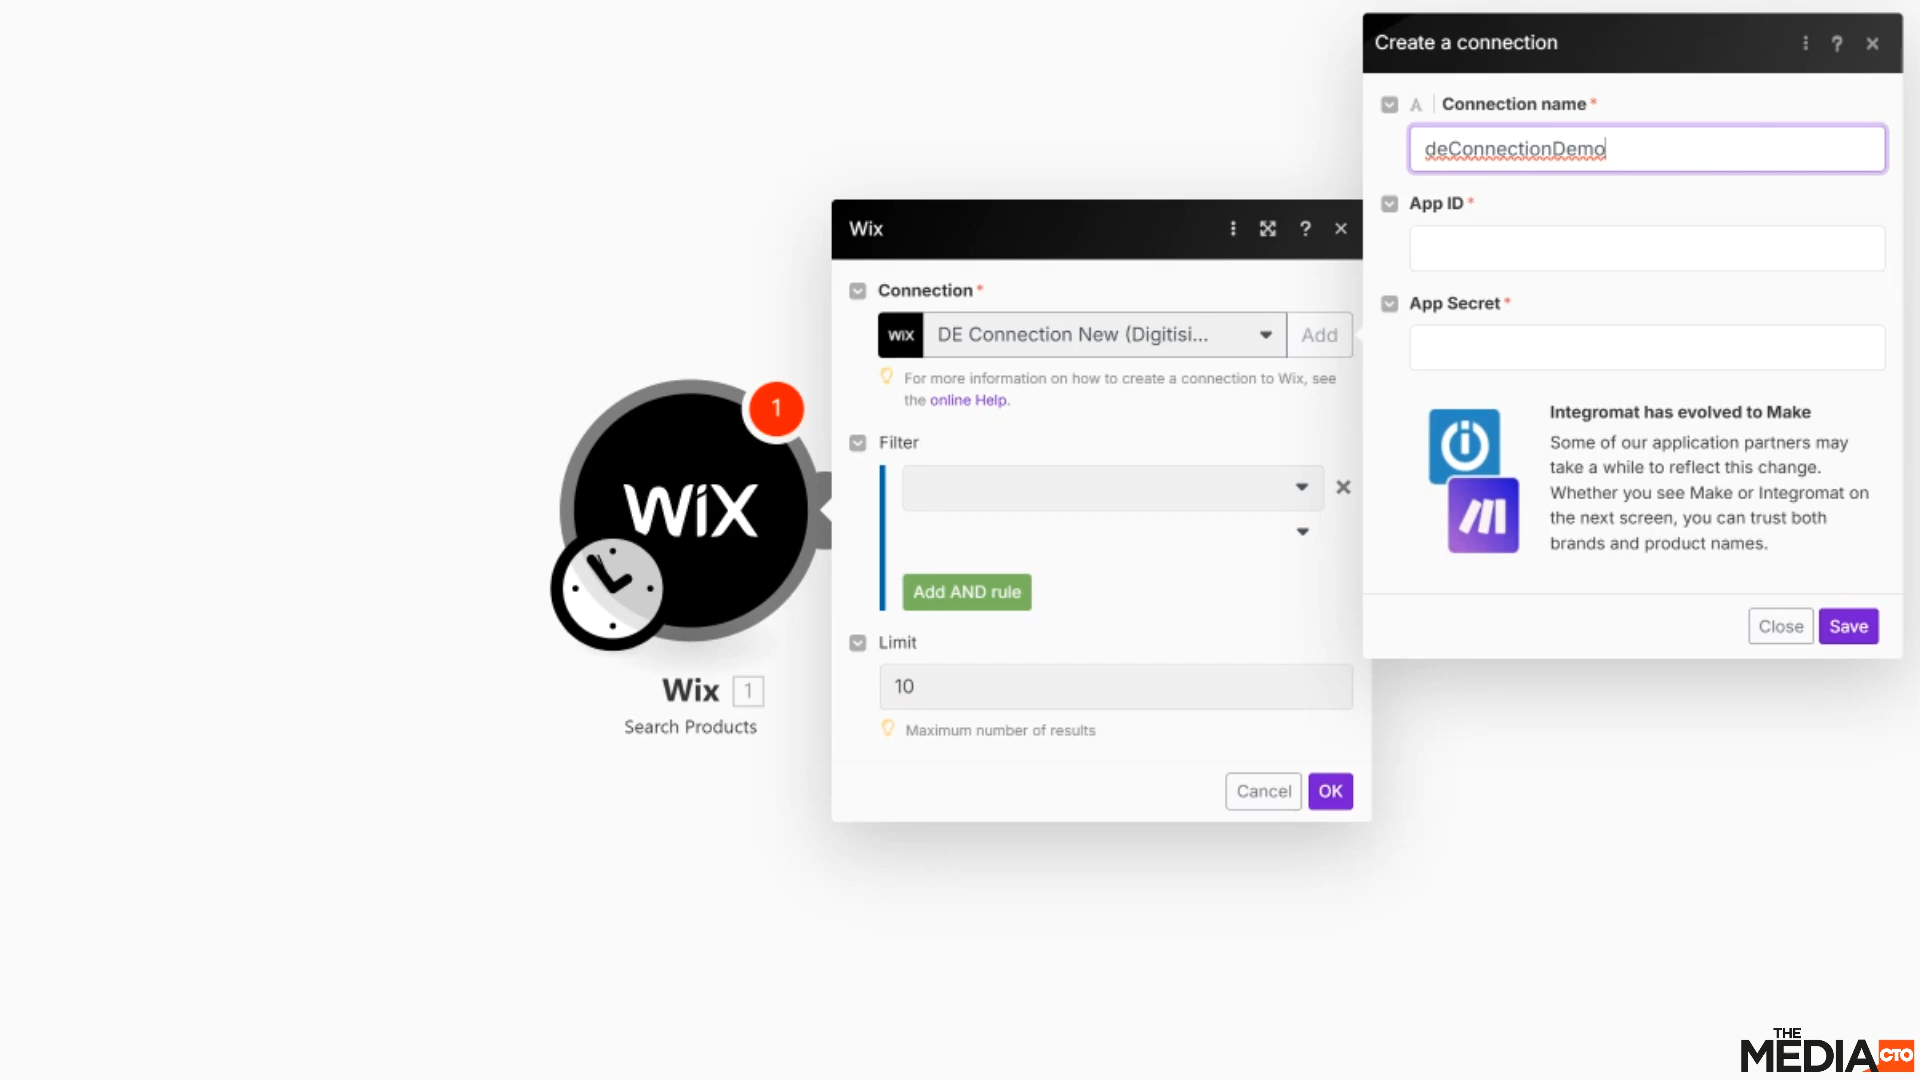 Create a connection
?
A
Connection name *
deConnectionDemo
App ID *
App Secret *
Integromat has evolved to Make
Some of our application partners may
take a while to reflect this change.
Whether you see Make or Integromat on
the next screen, you can trust both
brands and product names.
Close
Save
Wix
?
Connection *
WIX
DE Connection New (Digitisi...
Add
For more information on how to create a connection to Wix, see
the online Help.
Filter
Add AND rule
Limit
10
Maximum number of results
Cancel
OK
1
WiX
Wix
1
Search Products
THE
MEDIA
CTO